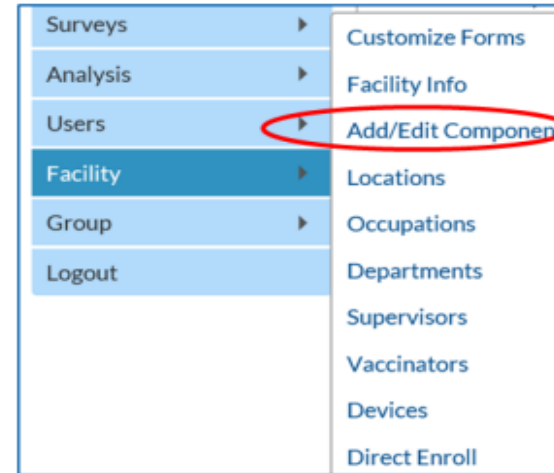 Surveys
Analysis
Users
Facility
Group
Logout
Customize Forms
Facility Info
Add/Edit Componen
Locations
Occupations
Departments
Supervisors
Vaccinators
Devices
Direct Enroll